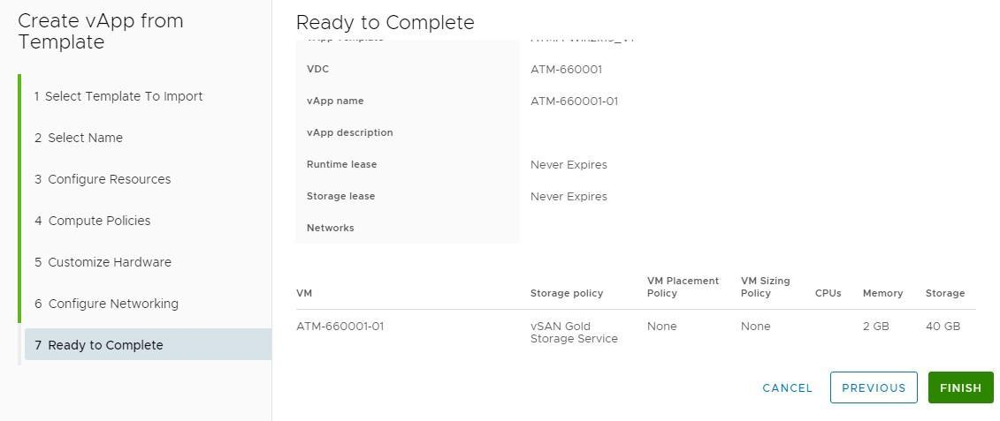 Create vApp from
Template
1 Select Template To Import
2 Select Name
3 Configure Resources
4 Compute Policies
5 Customize Hardware
6 Configure Networking
7 Ready to Complete
Ready to Complete
VDC ATM-660001
vApp name ATM-660001-01
vApp description
Runtime lease Never Expires
Storage lease Never Expires
Networks
VM Storage policy VM Placement Policy VM Sizing Policy CPUs Memory Storage
ATM-660001-01 vSAN Gold Storage Service None None 2 GB 40 GB
CANCEL PREVIOUS FINISH